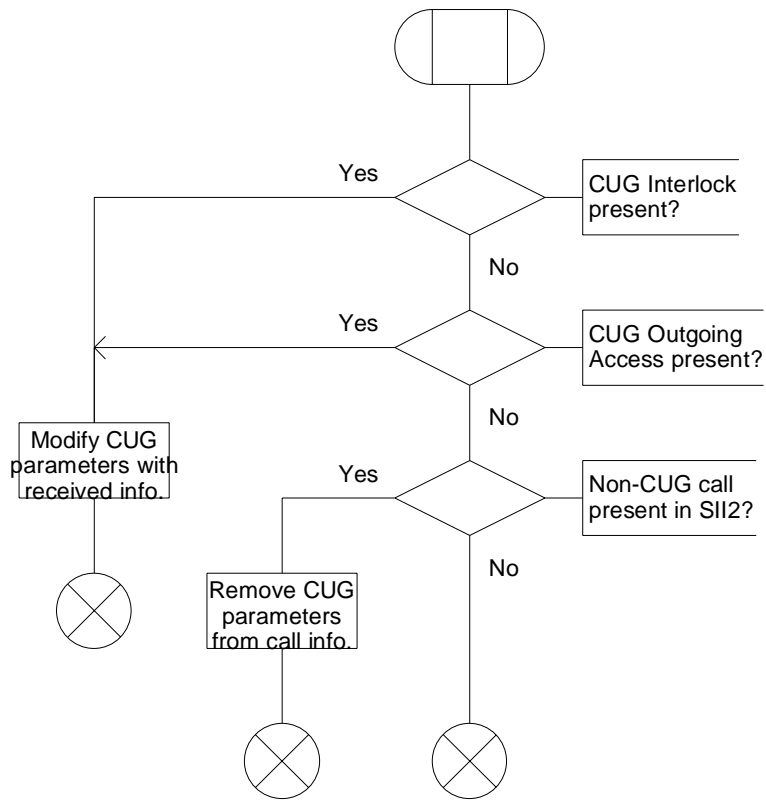 Yes
CUG Interlock
present?
No
Yes
CUG Outgoing
Access present?
No
Modify CUG
parameters with
received info.
Yes
Non-CUG call
present in SII2?
No
Remove CUG
parameters
from call info.